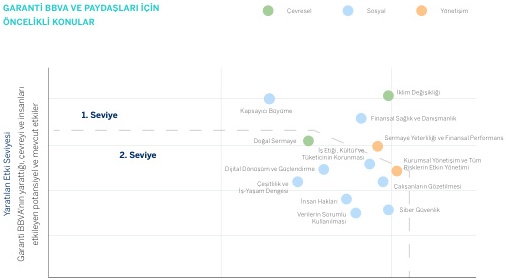 GARANTİ BBVA VE PAYDAŞLARI İÇİN
ÖNCELİKLİ KONULAR
Çevresel
Sosyal
Yönetişim
Yaratılan Etki Seviyesi
Garanti BBVA'nın yarattığı, çevreyi ve insanları
etkileyen potansiyel ve mevcut etkiler
1. Seviye
2. Seviye
İklim Değişikliği
Kapsayıcı Büyüme
Finansal Sağlık ve Danışmanlık
Doğal Sermaye
Sermaye Yeterliliği ve Finansal Performans
İş Etiği, Kültür ve
Tüketicinin Korunması
Kurumsal Yönetişim ve Tüm
Risklerin Etkin Yönetimi
Dijital Dönüşüm ve Güçlendirme
Çeşitlilik ve
İş-Yaşam Dengesi
Çalışanların Gözetilmesi
İnsan Hakları
Verilerin Sorumlu
Kullanılması
Siber Güvenlik